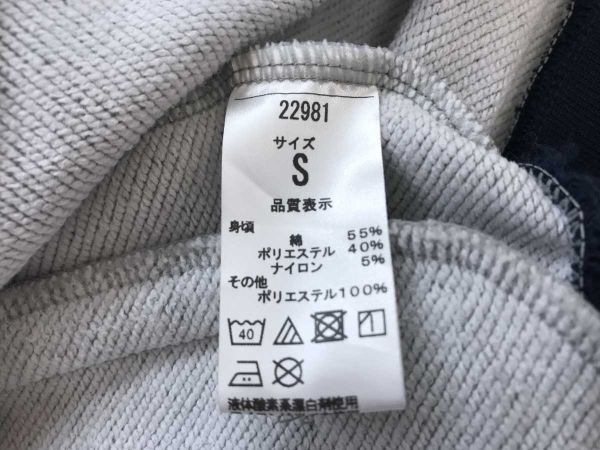 22981
サイズ
S
品質表示
身頃
綿 55%
ポリエステル 40%
ナイロン 5%
その他
ポリエステル100%
40
液体酸素系漂白剤使用